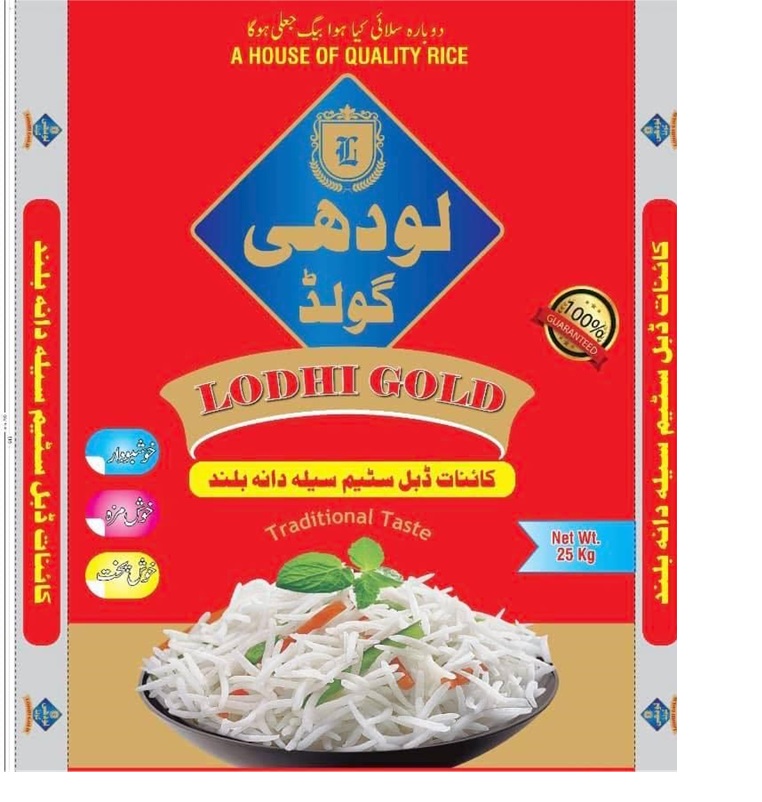 دوبارہ سلائی کیا ہوا بیگ جعلی ہوگا
A HOUSE OF QUALITY RICE
L
لودھی
گولڈ
100%
GUARANTEED
LODHI GOLD
کائنات ڈبل سٹیم سیلہ دانہ بلند
خوشبودار
خوش مزہ
خوش پخت
Traditional Taste
Net Wt.
25 Kg
کائنات ڈبل سٹیم سیلہ دانہ بلند
کائنات ڈبل سٹیم سیلہ دانہ بلند